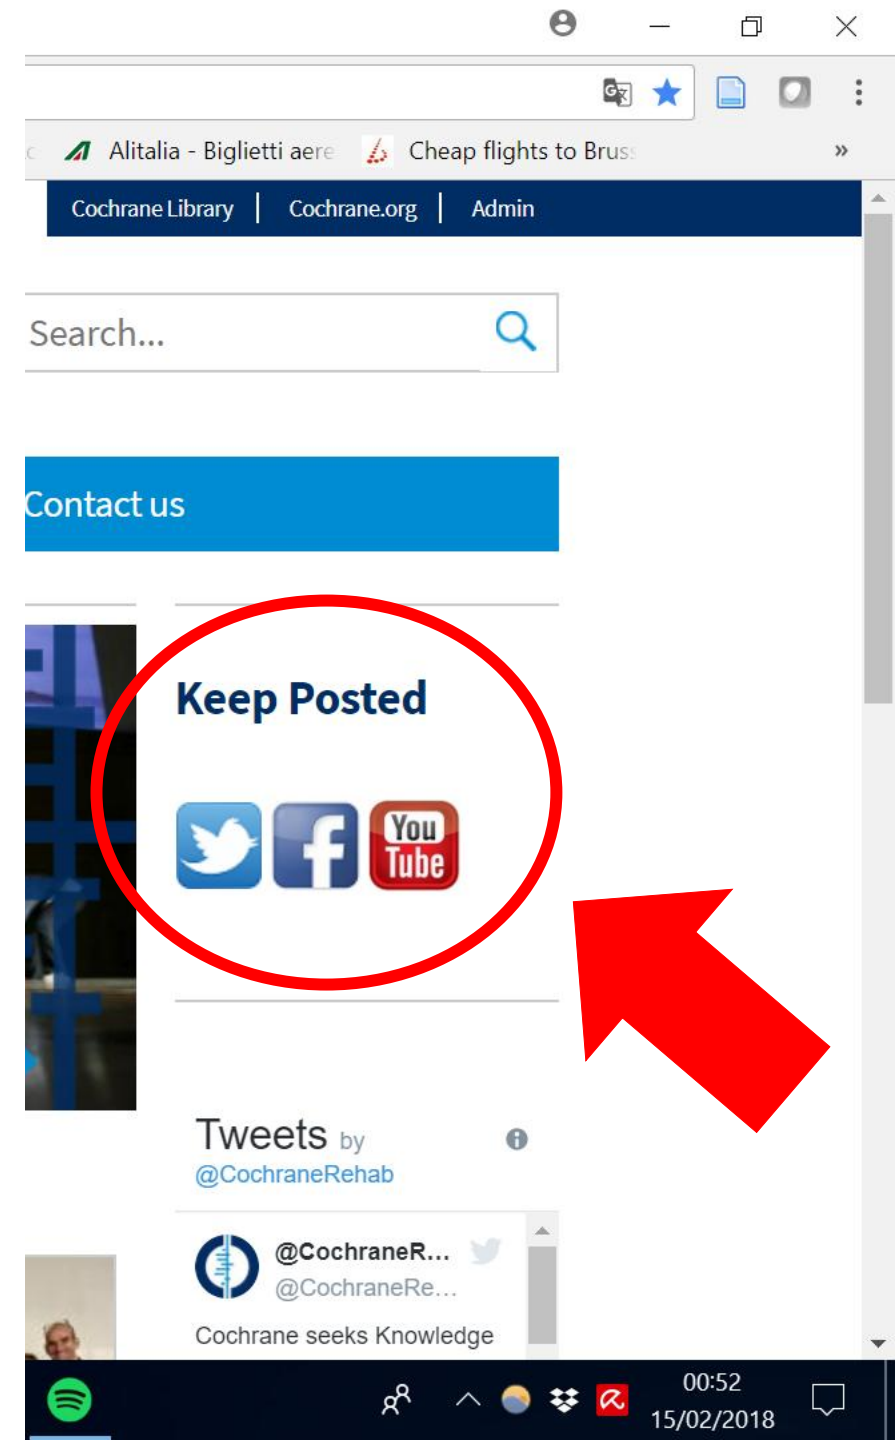 Alitalia - Biglietti aere
Cheap flights to Brus
»
Cochrane Library | Cochrane.org | Admin
Search...
Contact us
Keep Posted
You
Tube
Tweets by
@CochraneRehab
@CochraneR...
@CochraneRe...
Cochrane seeks Knowledge
00:52
15/02/2018